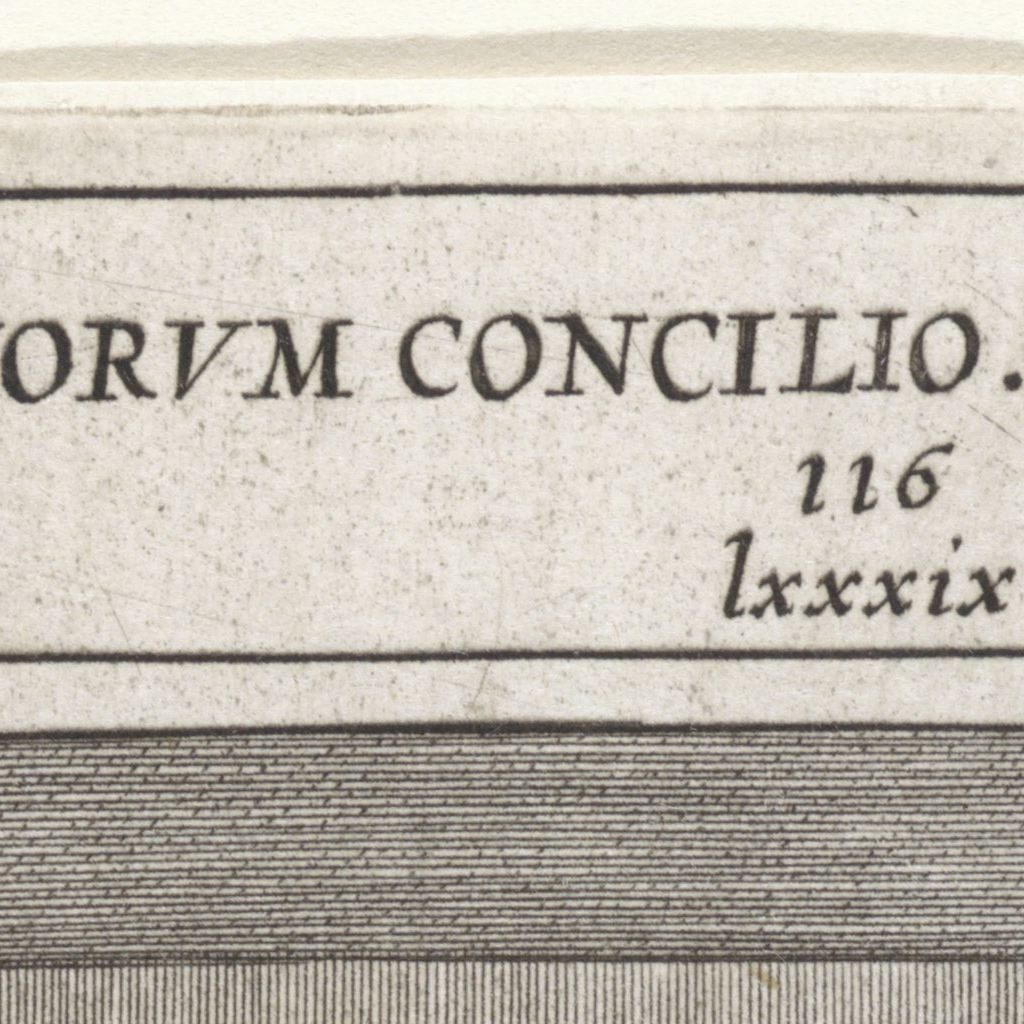 ORVM CONCILIO.
116
lxxxix